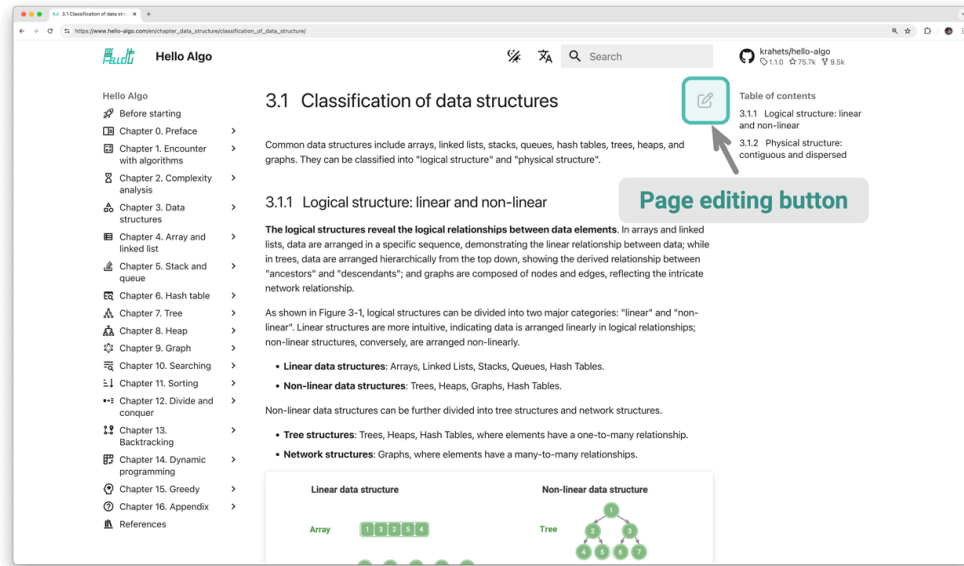 3.1 Classification of data str
https://www.hello-algo.com/en/chapter_data_structure/classification_of_data_structure/
Hello Algo
Search
krahets/hello-algo
1.1.0 75.7k 9.5k
Hello Algo
Before starting
Chapter 0. Preface
Chapter 1. Encounter
with algorithms
Chapter 2. Complexity
analysis
Chapter 3. Data
structures
Chapter 4. Array and
linked list
Chapter 5. Stack and
queue
Chapter 6. Hash table
Chapter 7. Tree
Chapter 8. Heap
Chapter 9. Graph
Chapter 10. Searching
Chapter 11. Sorting
Chapter 12. Divide and
conquer
Chapter 13.
Backtracking
Chapter 14. Dynamic
programming
Chapter 15. Greedy
Chapter 16. Appendix
References
3.1 Classification of data structures
Common data structures include arrays, linked lists, stacks, queues, hash tables, trees, heaps, and
graphs. They can be classified into "logical structure" and "physical structure".
3.1.1 Logical structure: linear and non-linear
The logical structures reveal the logical relationships between data elements. In arrays and linked
lists, data are arranged in a specific sequence, demonstrating the linear relationship between data; while
in trees, data are arranged hierarchically from the top down, showing the derived relationship between
"ancestors" and "descendants"; and graphs are composed of nodes and edges, reflecting the intricate
network relationship.
As shown in Figure 3-1, logical structures can be divided into two major categories: "linear" and "non-
linear". Linear structures are more intuitive, indicating data is arranged linearly in logical relationships;
non-linear structures, conversely, are arranged non-linearly.
• Linear data structures: Arrays, Linked Lists, Stacks, Queues, Hash Tables.
• Non-linear data structures: Trees, Heaps, Graphs, Hash Tables.
Non-linear data structures can be further divided into tree structures and network structures.
• Tree structures: Trees, Heaps, Hash Tables, where elements have a one-to-many relationship.
• Network structures: Graphs, where elements have a many-to-many relationships.
Linear data structure
Array
1 3 2 5 4
Non-linear data structure
Tree
1
2 3
4 5 6 7
Table of contents
3.1.1 Logical structure: linear
and non-linear
3.1.2 Physical structure:
contiguous and dispersed
Page editing button